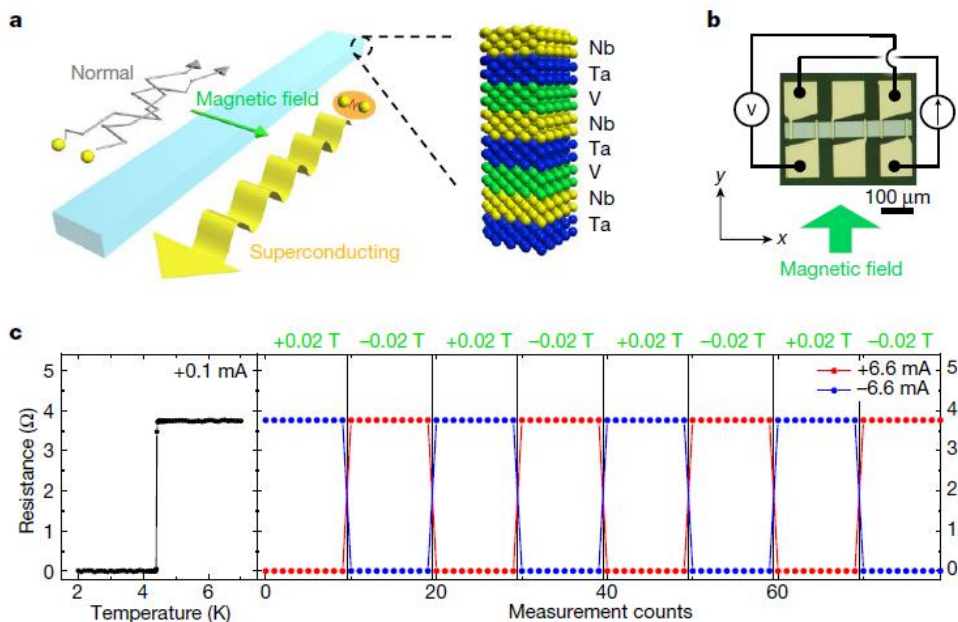 a
Normal
Magnetic field
Superconducting
Nb
Ta
V
Nb
Ta
V
Nb
Ta
b
V
100 μm
y
x
Magnetic field
c
+0.02 T −0.02 T +0.02 T −0.02 T +0.02 T −0.02 T +0.02 T −0.02 T
+0.1 mA
+6.6 mA
−6.6 mA
5 5
4 4
3 3
2 2
1 1
0 0
Resistance (Ω)
2 4 6 0 20 40 60
Temperature (K) Measurement counts